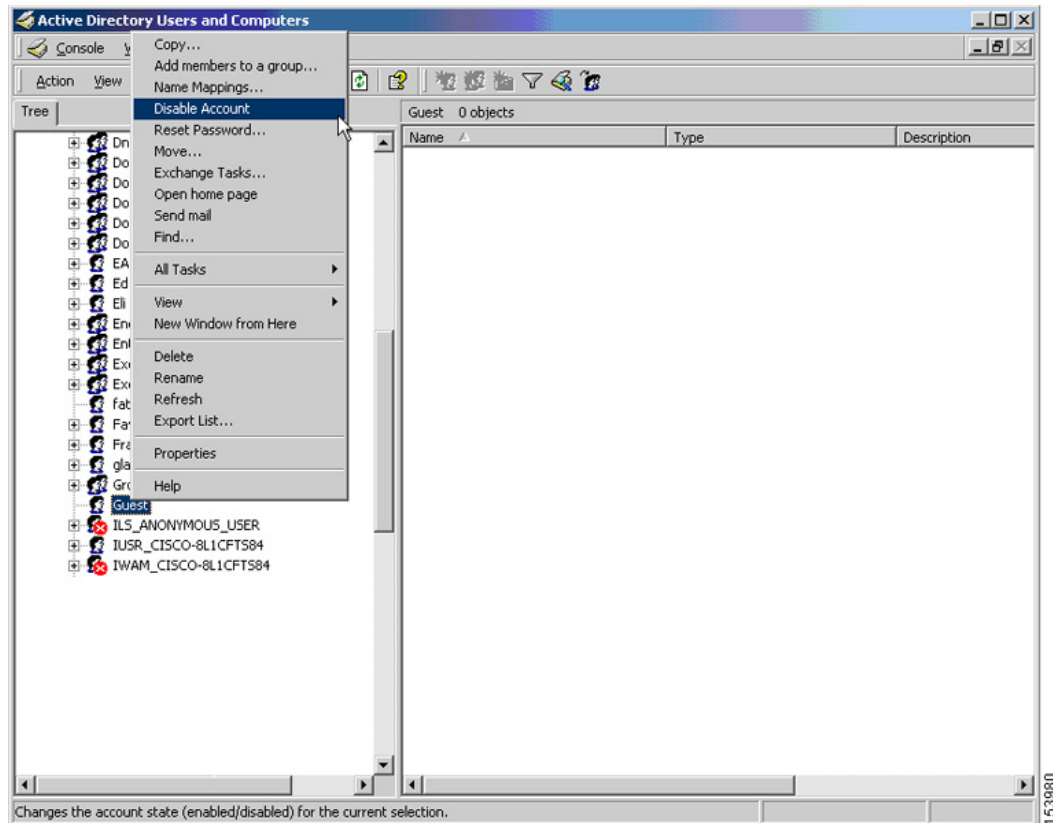 Active Directory Users and Computers
Console
Action View
Tree
Copy...
Add members to a group...
Name Mappings...
Disable Account
Reset Password...
Move...
Exchange Tasks...
Open home page
Send mail
Find...
All Tasks
View
New Window from Here
Delete
Rename
Refresh
Export List...
Properties
Help
Guest 0 objects
Name Type Description
Dn
Do
Do
Do
Do
Do
EA
Ed
Eli
Ent
Exc
Exc
fat
Fra
gla
Gro
Guest
ILS_ANONYMOUS_USER
IUSR_CISCO-8L1CFTS84
IWAM_CISCO-8L1CFTS84
Changes the account state (enabled/disabled) for the current selection.
153980